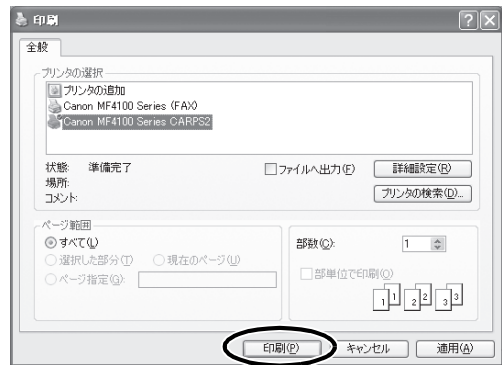 印刷
全般
プリンタの選択
プリンタの追加
Canon MF4100 Series (FAX)
Canon MF4100 Series CARPS2
状態: 準備完了
場所:
コメント:
ファイルへ出力(F)
詳細設定(R)
プリンタの検索(D)...
ページ範囲
すべて(L)
選択した部分(T) 現在のページ(U)
ページ指定(G):
部数(C): 1
部単位で印刷(O)
1 1 2 2 3 3
印刷(P) キャンセル 適用(A)